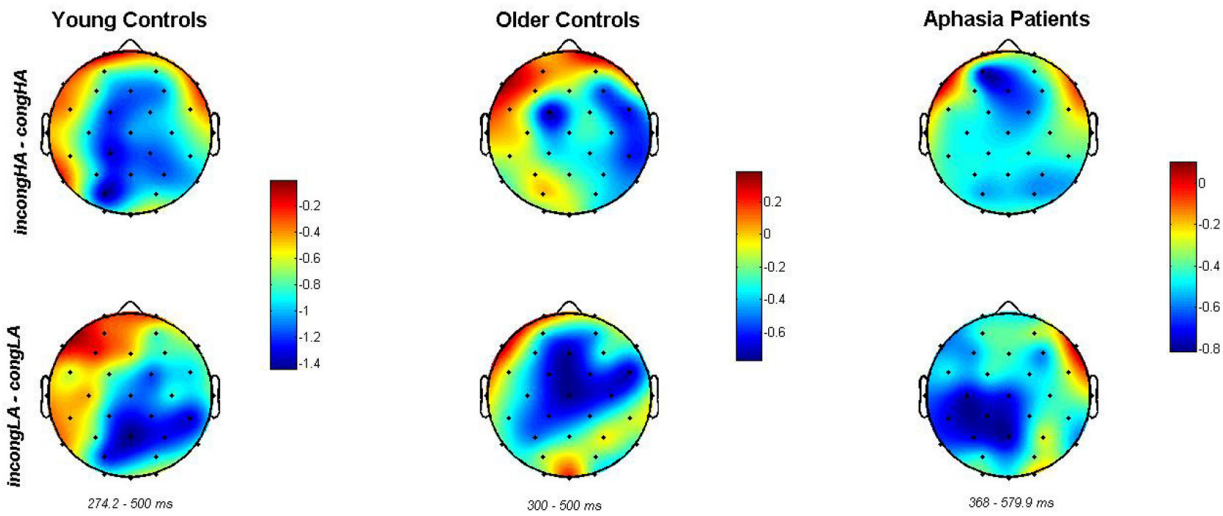 Young Controls
Older Controls
Aphasia Patients
incongHA - congHA
incongLA - congLA
-0.2
-0.4
-0.6
-0.8
-1
-1.2
-1.4
0.2
0
-0.2
-0.4
-0.6
0
-0.2
-0.4
-0.6
-0.8
274.2 - 500 ms
300 - 500 ms
368 - 579.9 ms